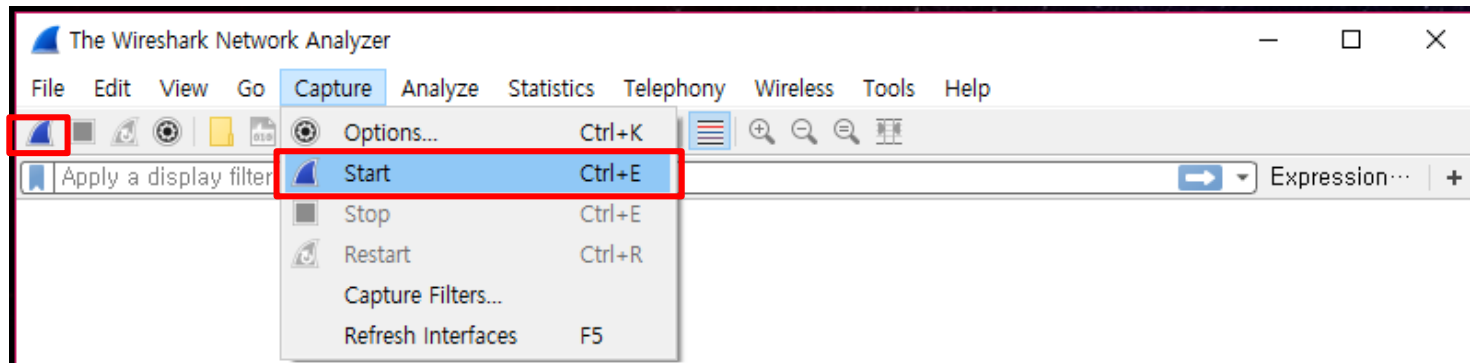 The Wireshark Network Analyzer
File Edit View Go Capture Analyze Statistics Telephony Wireless Tools Help
010
Options... Ctrl+K
Apply a display filter
Expression…
+
Start Ctrl+E
Stop Ctrl+E
Restart Ctrl+R
Capture Filters...
Refresh Interfaces F5